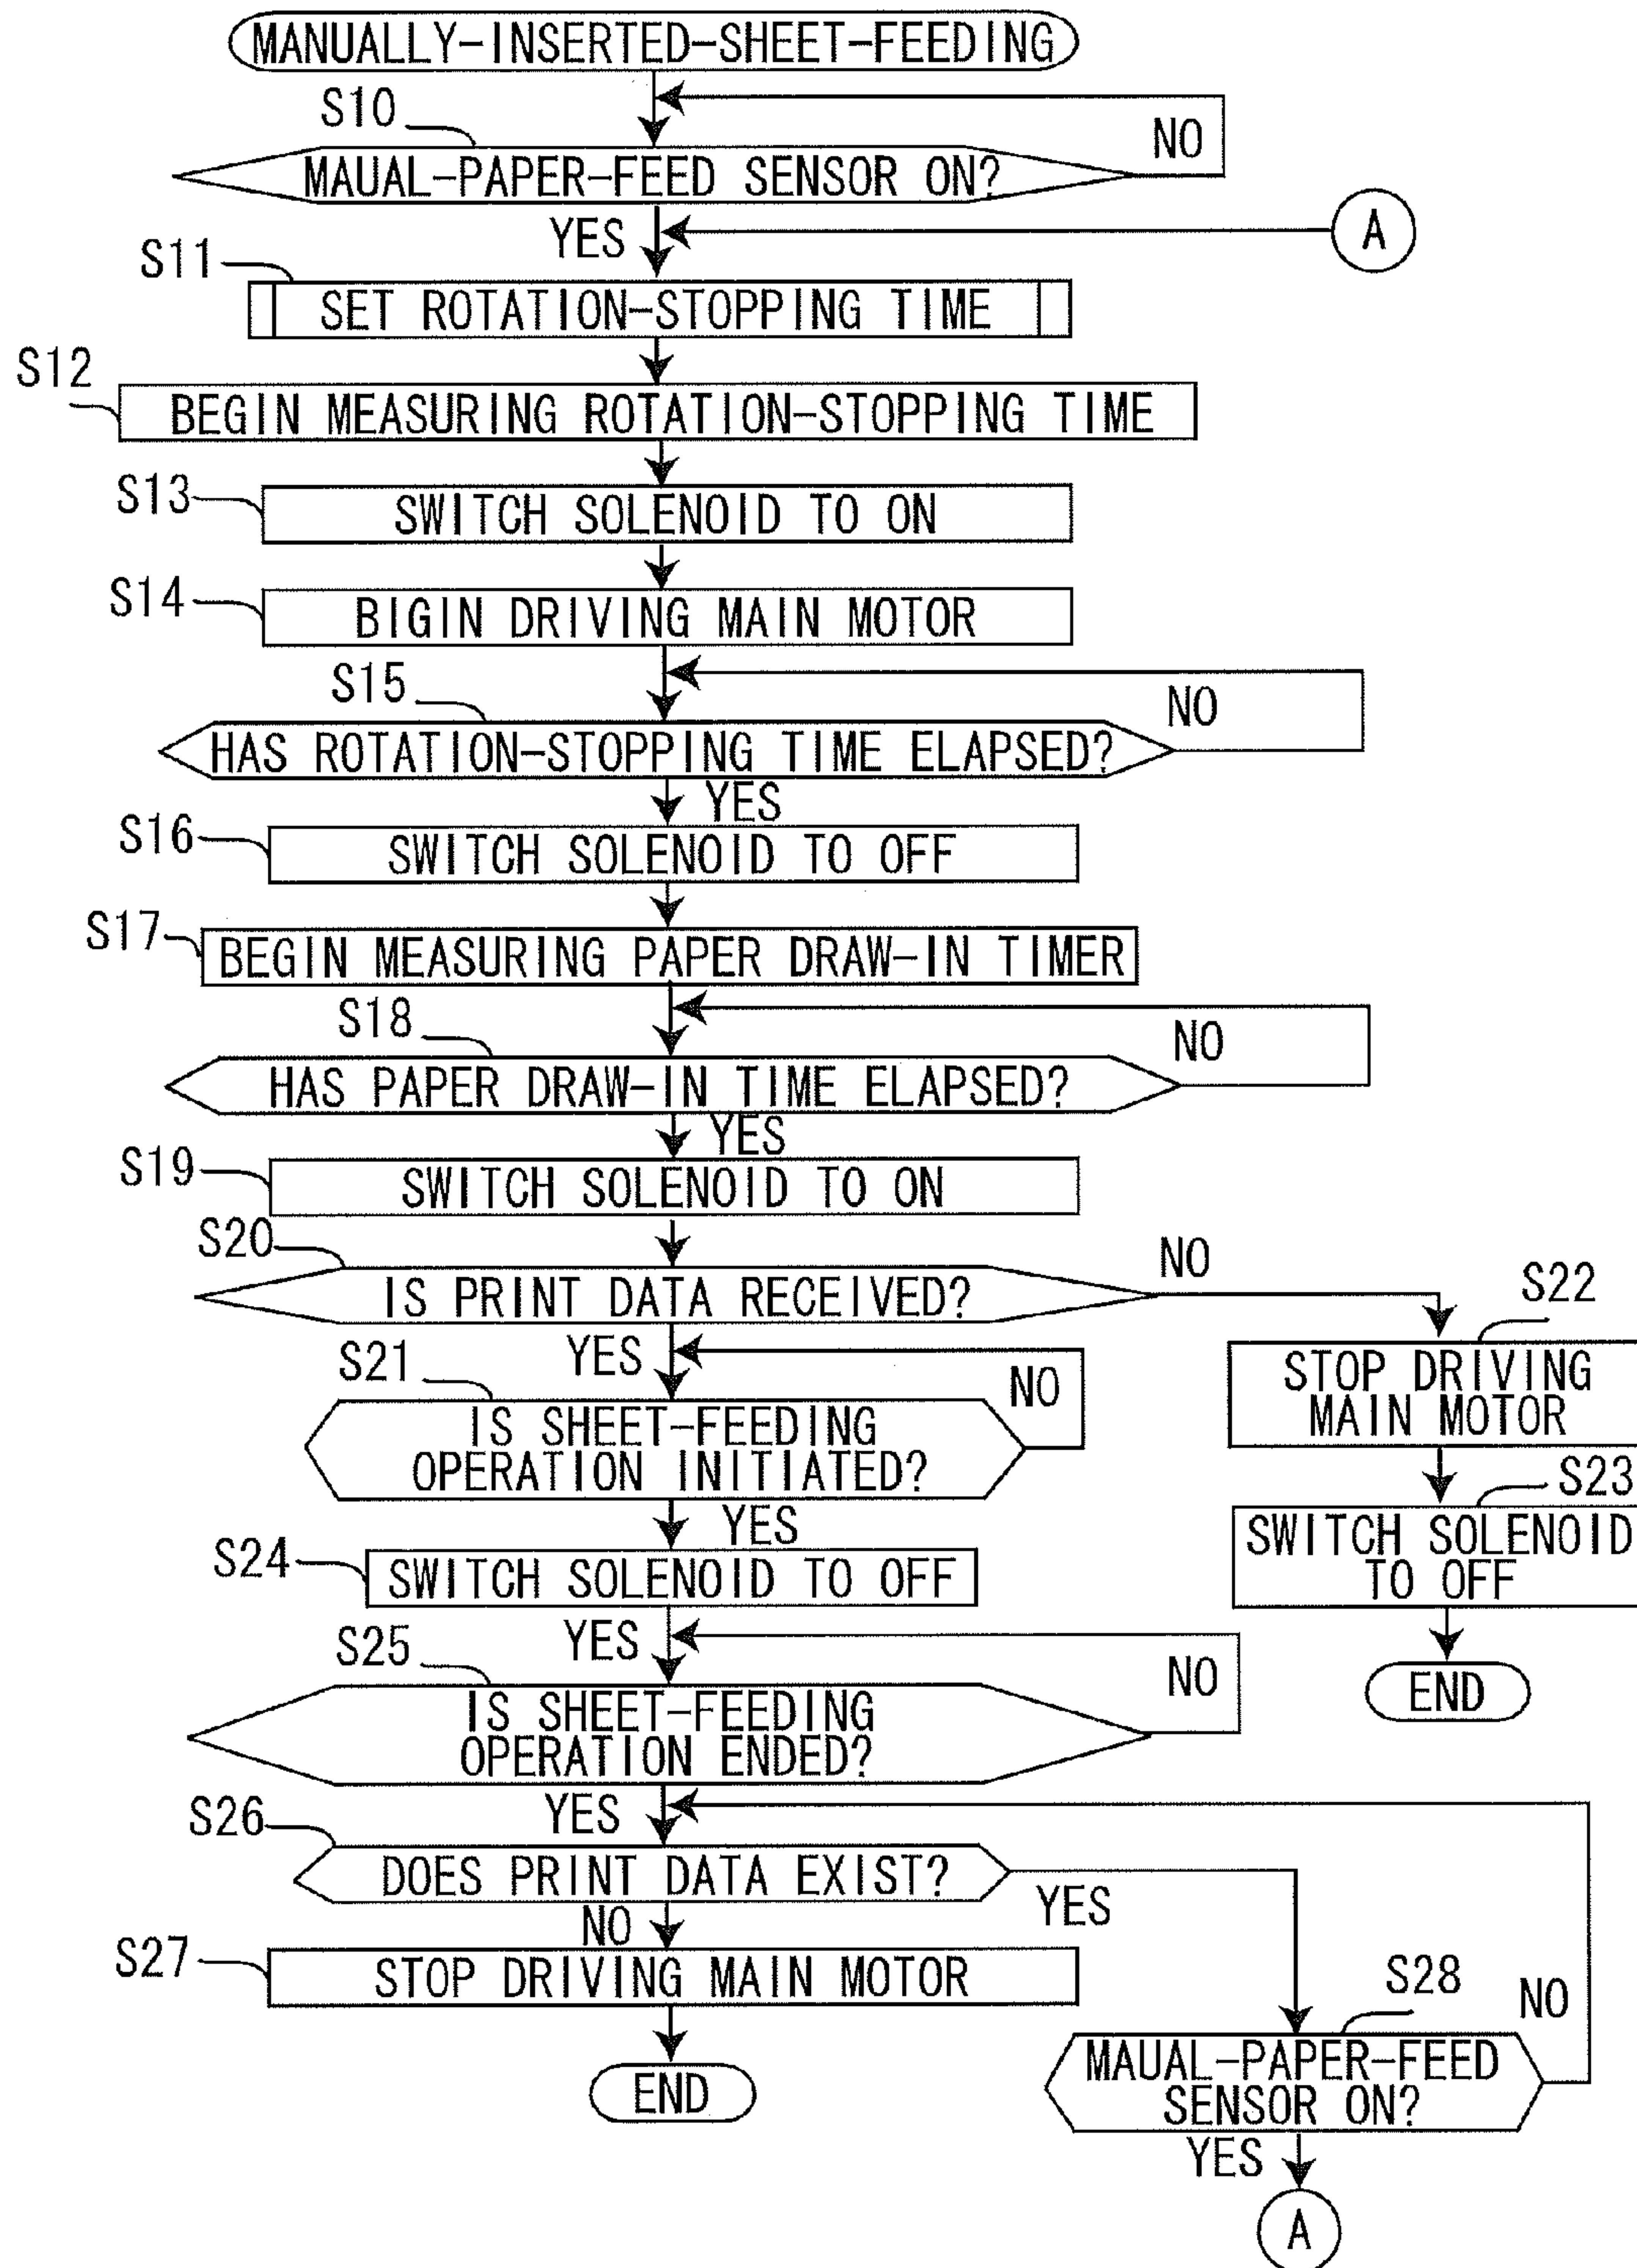 MANUALLY-INSERTED-SHEET-FEEDING
S10
NO
MAUAL-PAPER-FEED SENSOR ON?
YES
A
S11
SET ROTATION-STOPPING TIME
S12
BEGIN MEASURING ROTATION-STOPPING TIME
S13
SWITCH SOLENOID TO ON
S14
BIGIN DRIVING MAIN MOTOR
S15
NO
HAS ROTATION-STOPPING TIME ELAPSED?
YES
S16
SWITCH SOLENOID TO OFF
S17
BEGIN MEASURING PAPER DRAW-IN TIMER
S18
NO
HAS PAPER DRAW-IN TIME ELAPSED?
YES
S19
SWITCH SOLENOID TO ON
S20
NO
IS PRINT DATA RECEIVED?
S22
STOP DRIVING
MAIN MOTOR
S23
SWITCH SOLENOID
TO OFF
END
YES
S21
NO
IS SHEET-FEEDING
OPERATION INITIATED?
YES
S24
SWITCH SOLENOID TO OFF
YES
S25
NO
IS SHEET-FEEDING
OPERATION ENDED?
YES
S26
DOES PRINT DATA EXIST?
YES
NO
S27
STOP DRIVING MAIN MOTOR
END
S28
NO
MAUAL-PAPER-FEED
SENSOR ON?
YES
A